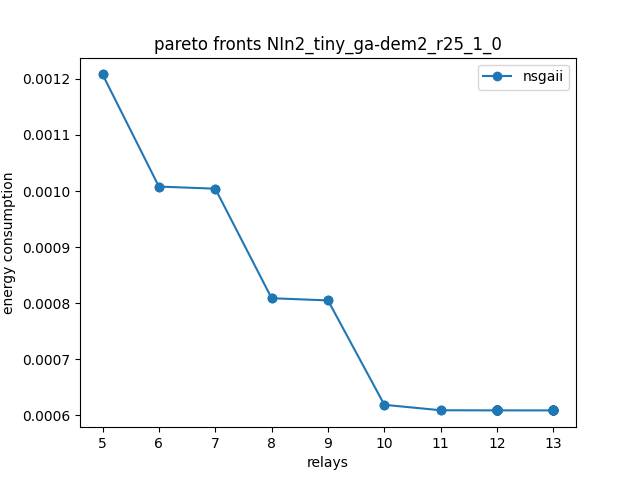 pareto fronts NIn2_tiny_ga-dem2_r25_1_0
nsgaii
energy consumption
0.0012
0.0011
0.0010
0.0009
0.0008
0.0007
0.0006
5 6 7 8 9 10 11 12 13
relays